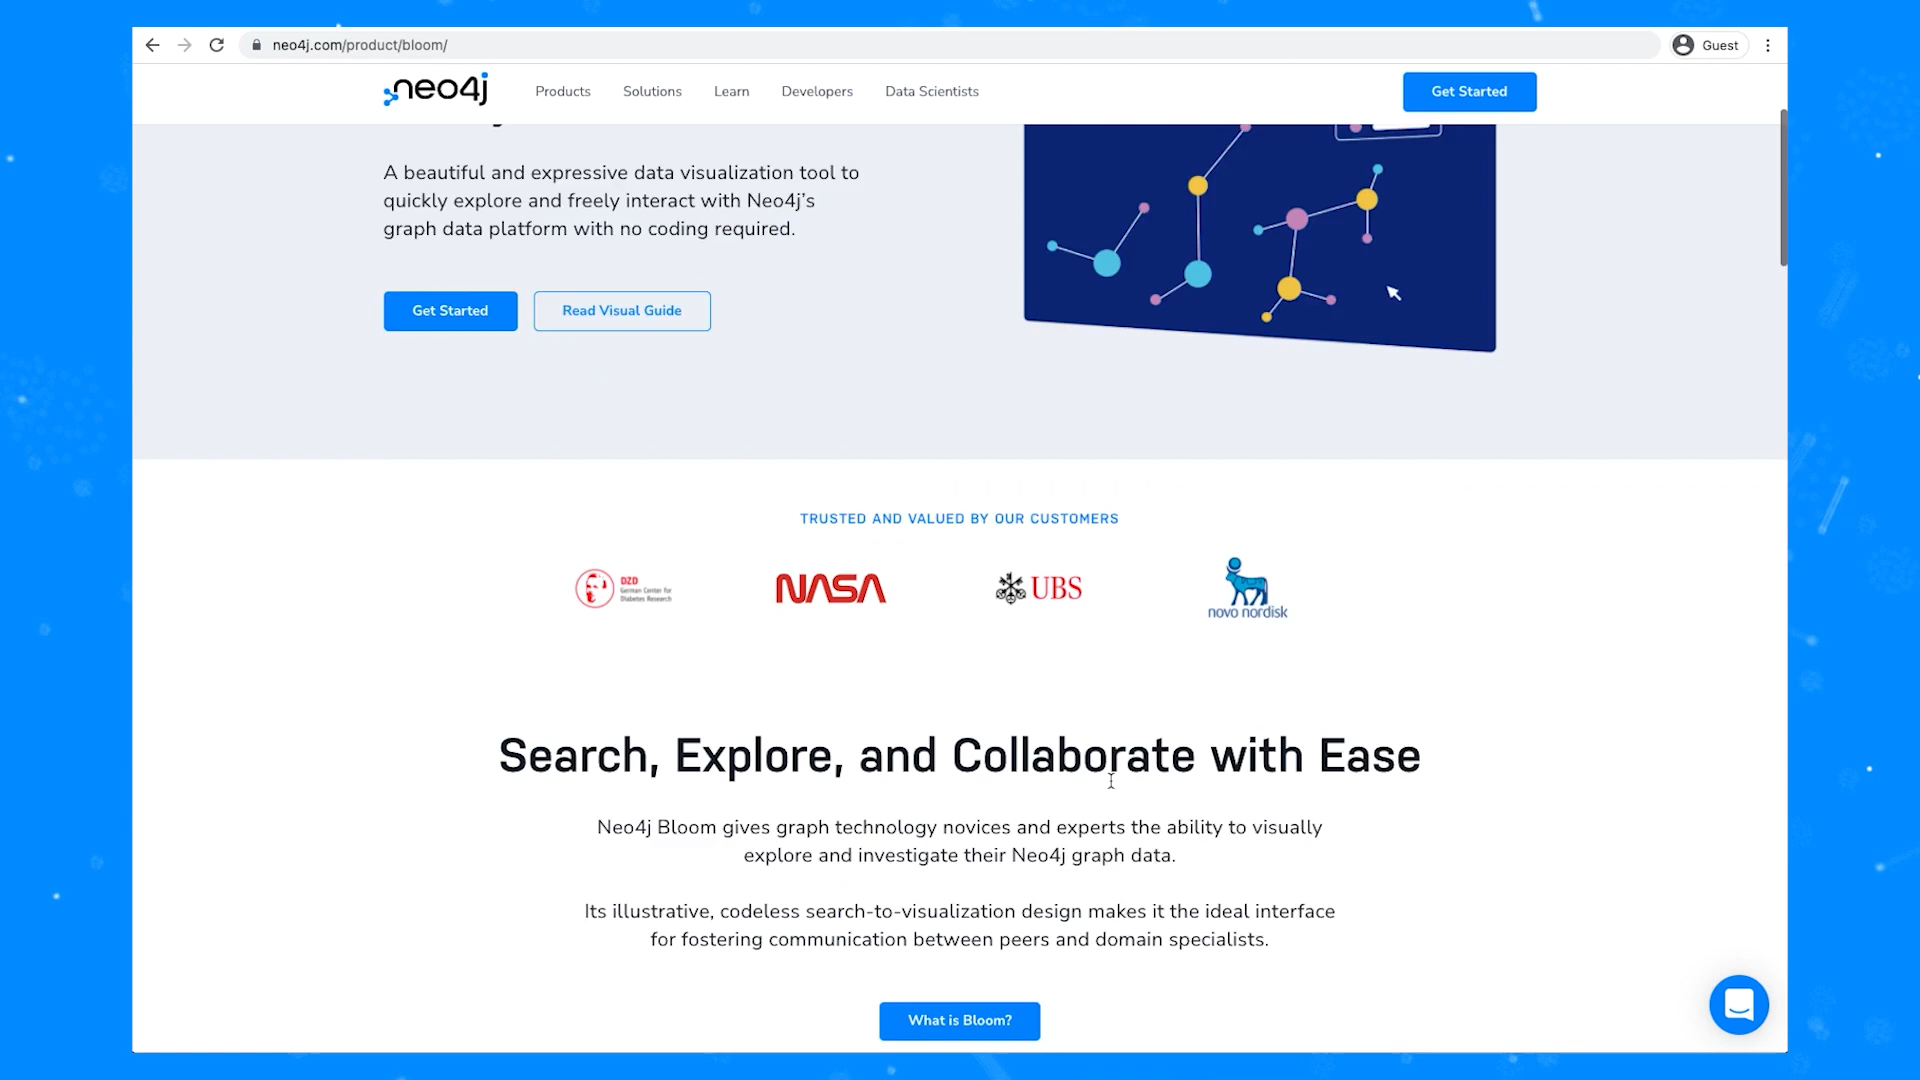 neo4j.com/product/bloom/
Guest
neo4j
Products
Solutions
Learn
Developers
Data Scientists
Get Started
A beautiful and expressive data visualization tool to
quickly explore and freely interact with Neo4j’s
graph data platform with no coding required.
Get Started
Read Visual Guide
TRUSTED AND VALUED BY OUR CUSTOMERS
DZD
German Center for
Diabetes Research
NASA
UBS
novo nordisk
Search, Explore, and Collaborate with Ease
Neo4j Bloom gives graph technology novices and experts the ability to visually
explore and investigate their Neo4j graph data.
Its illustrative, codeless search-to-visualization design makes it the ideal interface
for fostering communication between peers and domain specialists.
What is Bloom?